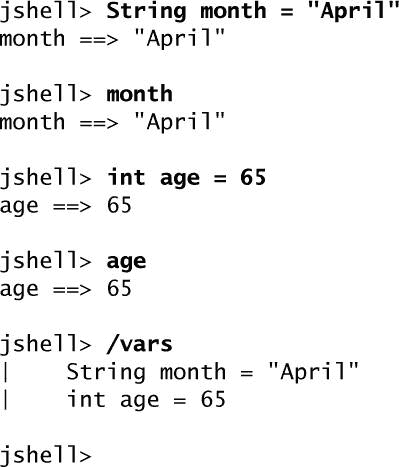 jshell> String month = "April"
month ==> "April"
jshell> month
month ==> "April"
jshell> int age = 65
age ==> 65
jshell> age
age ==> 65
jshell> /vars
|    String month = "April"
|    int age = 65
jshell>